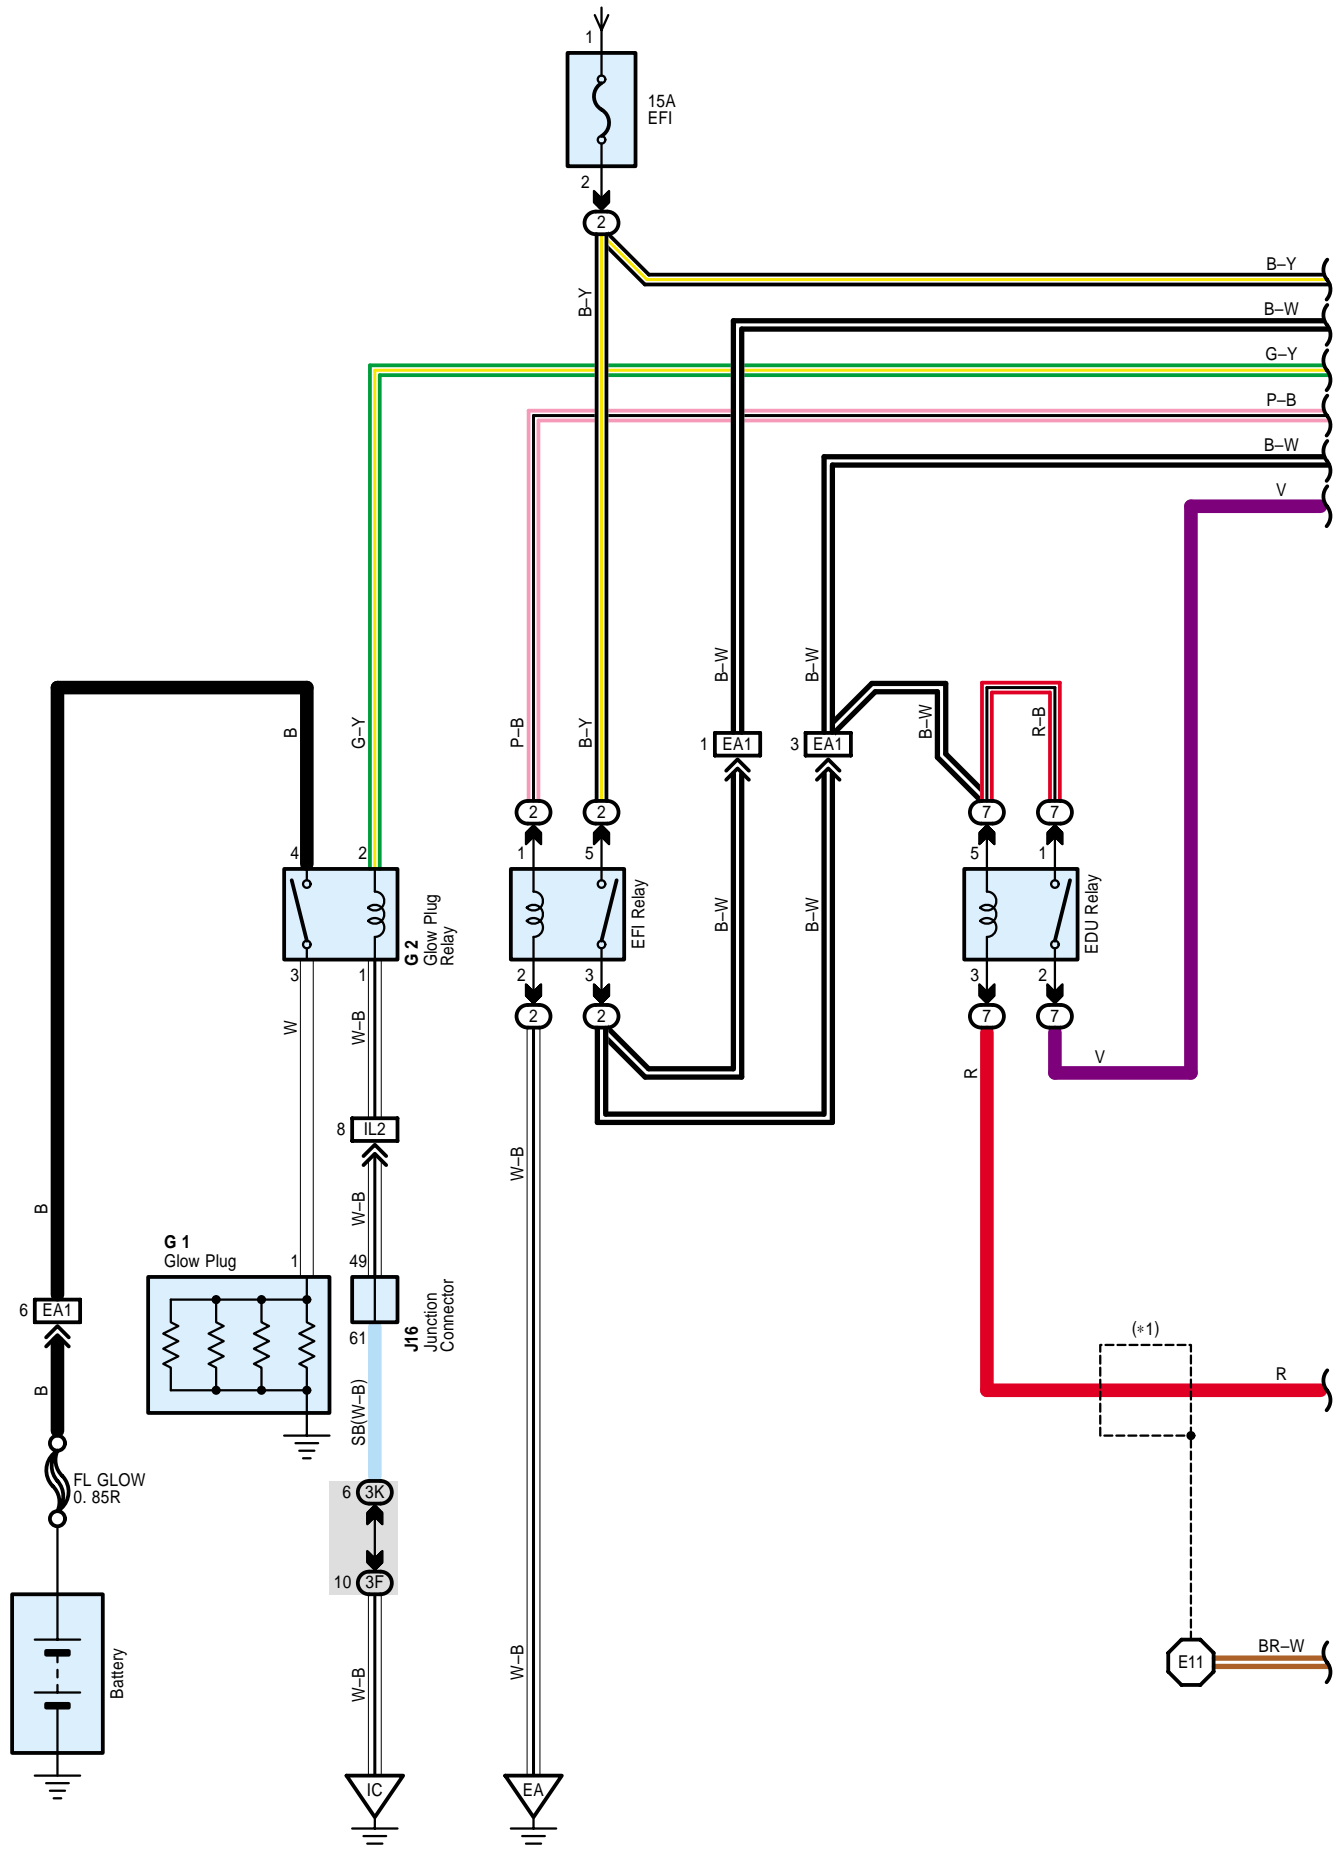 1
15A
EFI
2
2
B–Y
B–Y
B–W
G–Y
P–B
B–W
V
B
G–Y
P–B
B–Y
B–W
B–W
B–W
R–B
1 EA1
3 EA1
2
2
7
7
4
2
1
5
5
1
G 2
Glow Plug
Relay
EFI Relay
B–W
B–W
EDU Relay
3
1
2
3
3
2
2
2
7
7
W
W–B
R
V
8 IL2
B
W–B
W–B
G 1
Glow Plug
1
49
6 EA1
J16
Junction
Connector
61
(*1)
B
SB(W–B)
R
FL GLOW
0. 85R
6 3K
10 3F
Battery
W–B
W–B
E11
BR–W
IC
EA